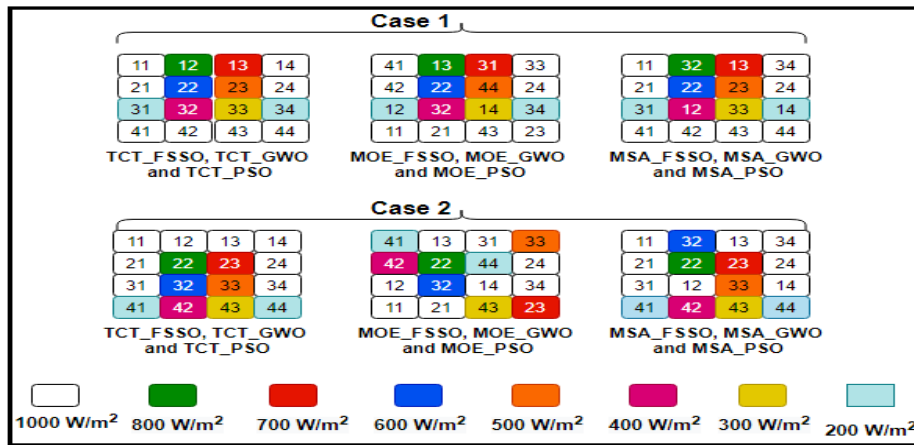 Case 1
11 12 13 14 41 13 31 33 11 32 13 34
21 22 23 24 42 22 44 24 21 22 23 24
31 32 33 34 12 32 14 34 31 12 33 14
41 42 43 44 11 21 43 23 41 42 43 44
TCT_FSSO, TCT_GWO MOE_FSSO, MOE_GWO MSA_FSSO, MSA_GWO
and TCT_PSO and MOE_PSO and MSA_PSO
Case 2
11 12 13 14 41 13 31 33 11 32 13 34
21 22 23 24 42 22 44 24 21 22 23 24
31 32 33 34 12 32 14 34 31 12 33 14
41 42 43 44 11 21 43 23 41 42 43 44
TCT_FSSO, TCT_GWO MOE_FSSO, MOE_GWO MSA_FSSO, MSA_GWO
and TCT_PSO and MOE_PSO and MSA_PSO
1000 W/m² 800 W/m² 700 W/m² 600 W/m² 500 W/m² 400 W/m² 300 W/m² 200 W/m²